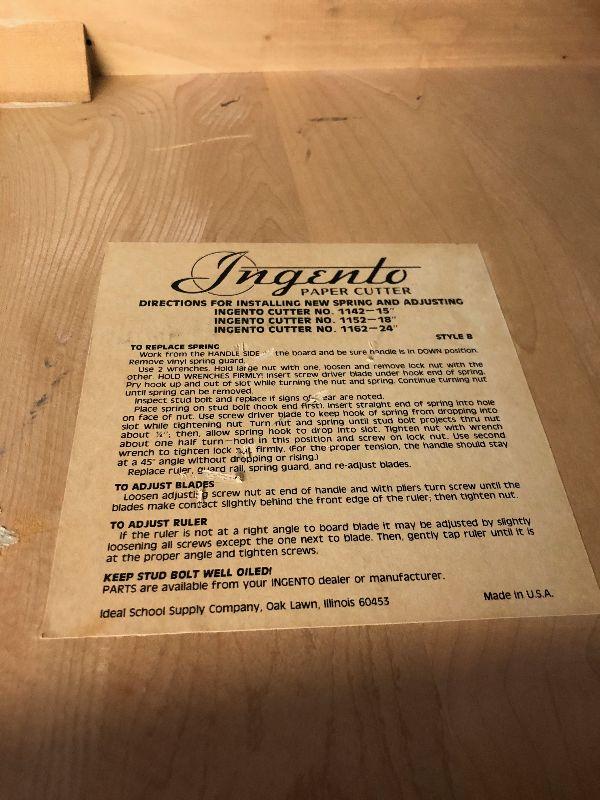 Ingento
PAPER CUTTER
DIRECTIONS FOR INSTALLING NEW SPRING AND ADJUSTING
INGENTO CUTTER NO. 1142—15"
INGENTO CUTTER NO. 1152—18"
INGENTO CUTTER NO. 1162—24"
STYLE B
TO REPLACE SPRING
Work from the HANDLE SIDE the board and be sure handle is in DOWN position.
Remove vinyl spring guard.
Use 2 wrenches. Hold large nut with one, loosen and remove lock nut with the
other. HOLD WRENCHES FIRMLY! Insert screw driver blade under hook end of spring.
Pry hook up and out of slot while turning the nut and spring. Continue turning nut
until spring can be removed.
Inspect stud bolt and replace if signs of are noted.
Place spring on stud bolt (hook end first). Insert straight end of spring into hole
on face of nut. Use screw driver blade to keep hook of spring from dropping into
slot while tightening nut. Turn nut and spring until stud bolt projects thru nut
about ¼"; then, allow spring hook to drop into slot. Tighten nut with wrench
about one half turn—hold in this position and screw on lock nut. Use second
wrench to tighten lock nut firmly. (For the proper tension, the handle should stay
at a 45° angle without dropping or rising.)
Replace ruler, guard rail, spring guard, and re-adjust blades.
TO ADJUST BLADES
Loosen adjusting screw nut at end of handle and with pliers turn screw until the
blades make contact slightly behind the front edge of the ruler; then tighten nut.
TO ADJUST RULER
If the ruler is not at a right angle to board blade it may be adjusted by slightly
loosening all screws except the one next to blade. Then, gently tap ruler until it is
at the proper angle and tighten screws.
KEEP STUD BOLT WELL OILED!
PARTS are available from your INGENTO dealer or manufacturer.
Ideal School Supply Company, Oak Lawn, Illinois 60453
Made in U.S.A.